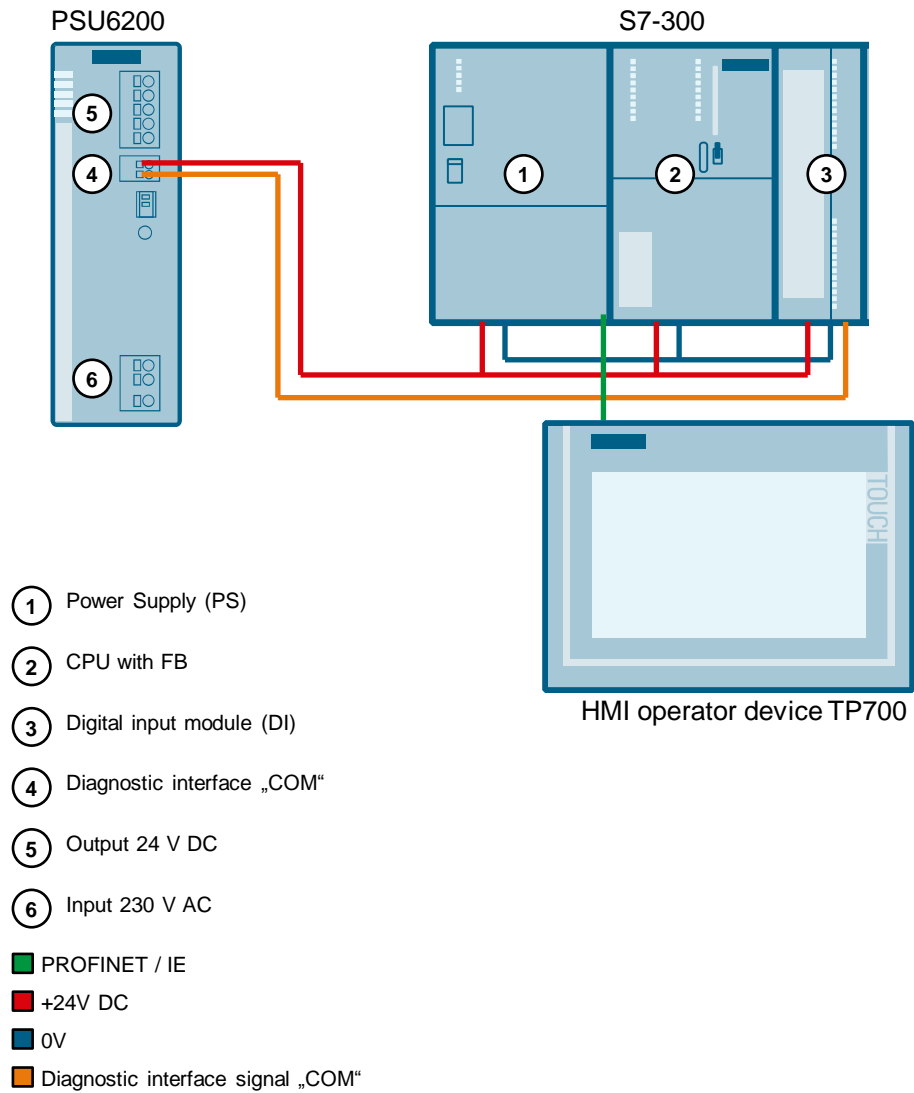 PSU6200
S7-300
5
4
6
1
2
3
TOUCH
HMI operator device TP700
1 Power Supply (PS)
2 CPU with FB
3 Digital input module (DI)
4 Diagnostic interface „COM“
5 Output 24 V DC
6 Input 230 V AC
PROFINET / IE
+24V DC
0V
Diagnostic interface signal „COM“